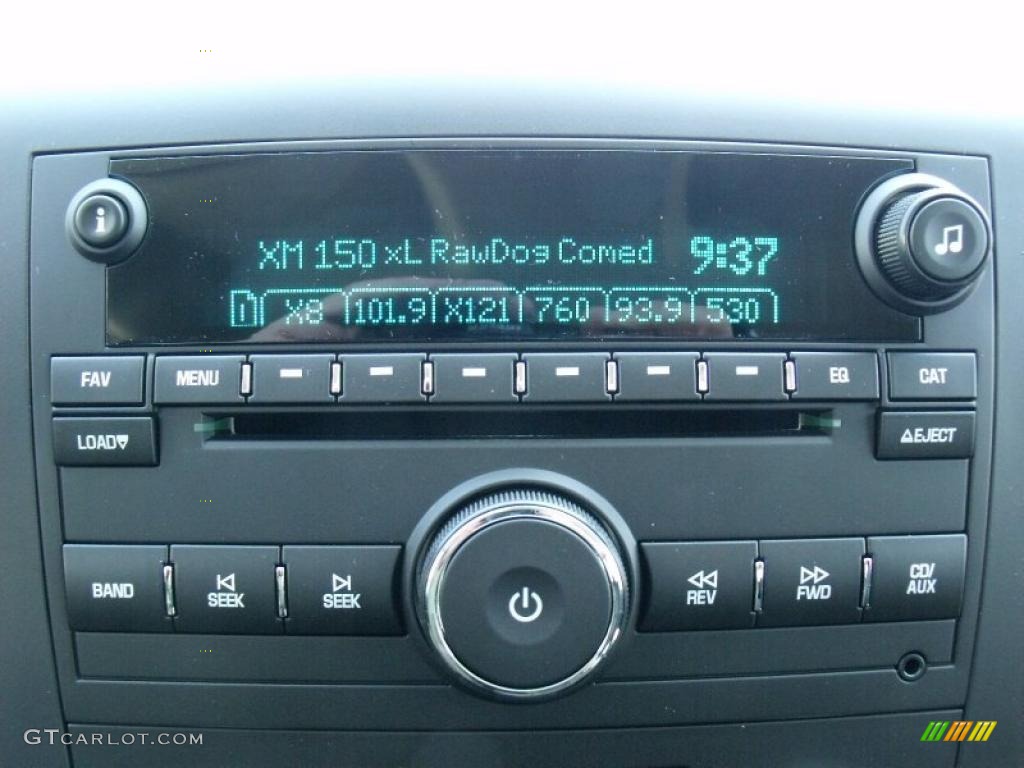 i
XM 150 xL RawDog Comed 9:37
1 X8 101.9 X121 760 93.9 530
FAV MENU EQ CAT
LOAD EJECT
BAND SEEK SEEK REV FWD CD/
AUX
GTCARLOT.COM